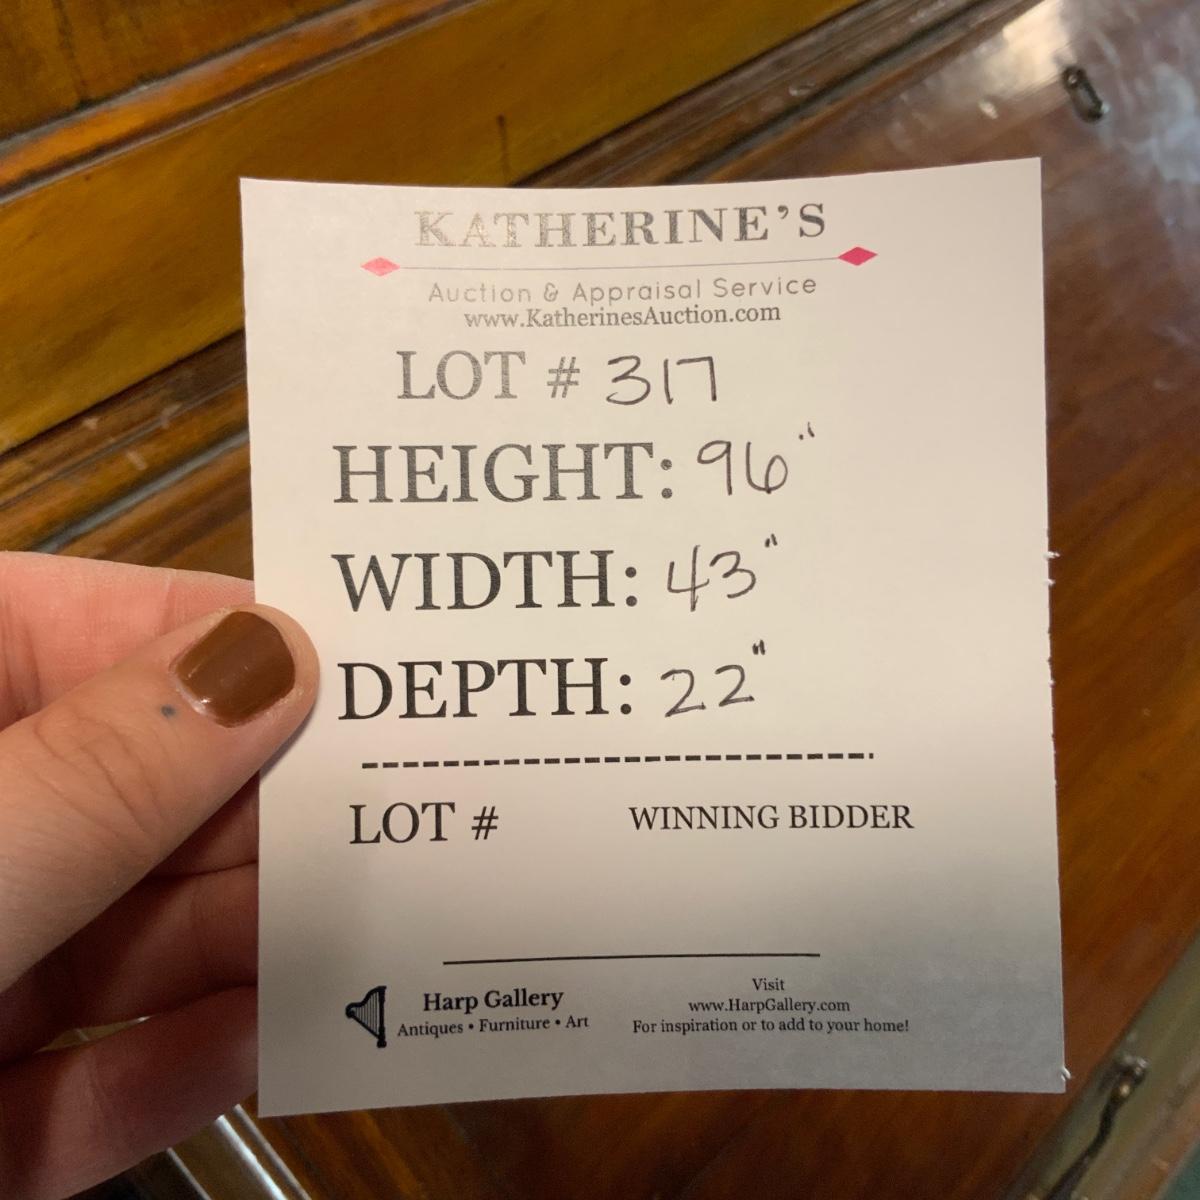 KATHERINE'S
Auction & Appraisal Service
www.KatherinesAuction.com
LOT # 317
HEIGHT: 96"
WIDTH: 43"
DEPTH: 22"
LOT # WINNING BIDDER
Harp Gallery
Antiques • Furniture • Art
Visit
www.HarpGallery.com
For inspiration or to add to your home!